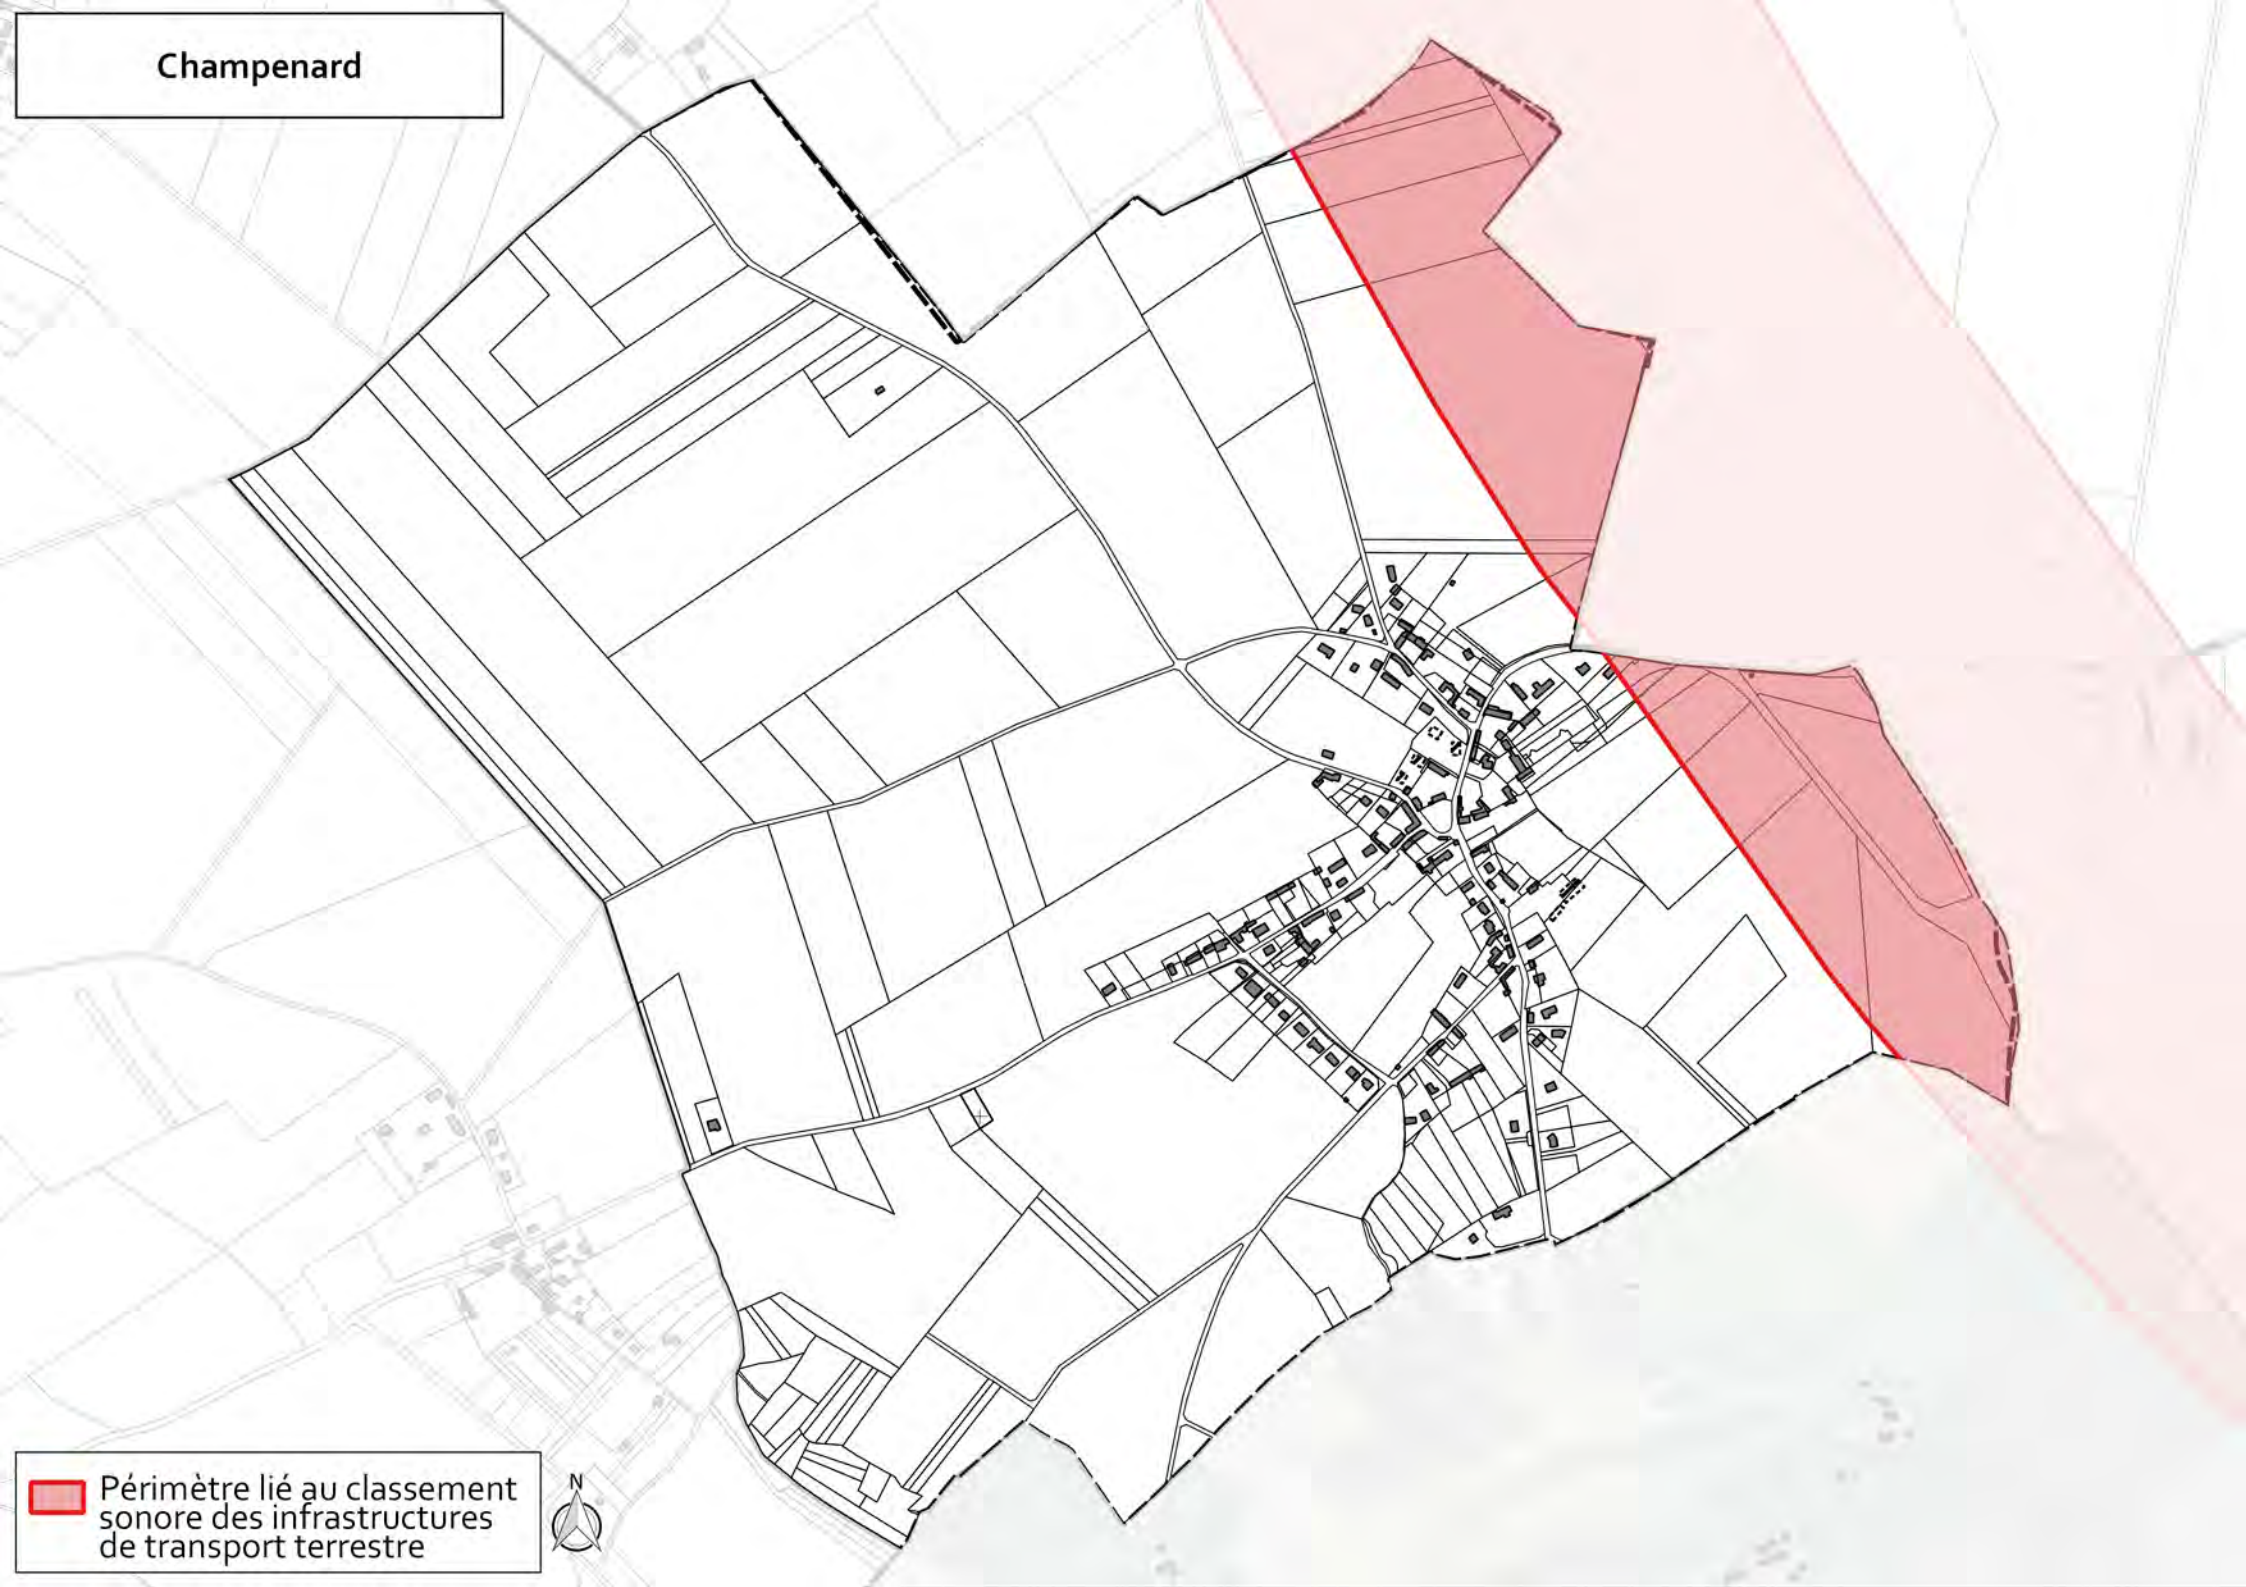 Champenard
Périmètre lié au classement
sonore des infrastructures
de transport terrestre
N